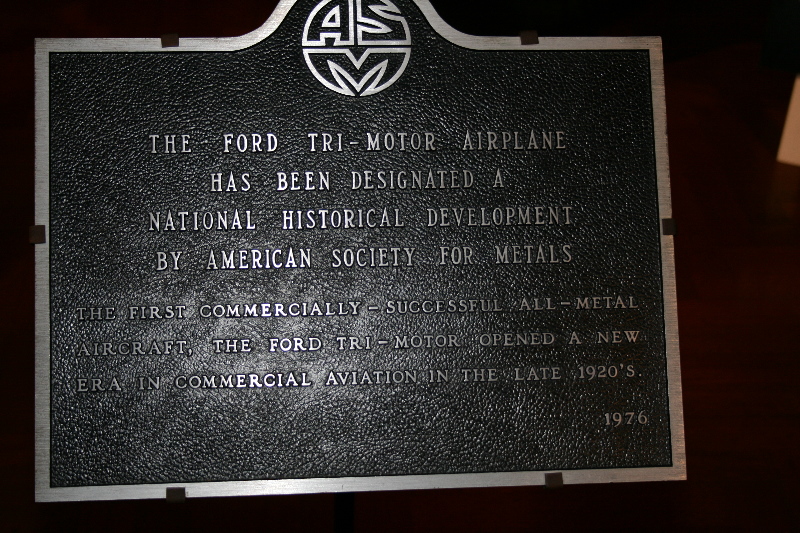 ASM
THE FORD TRI-MOTOR AIRPLANE
HAS BEEN DESIGNATED A
NATIONAL HISTORICAL DEVELOPMENT
BY AMERICAN SOCIETY FOR METALS
THE FIRST COMMERCIALLY-SUCCESSFUL ALL-METAL
AIRCRAFT, THE FORD TRI-MOTOR OPENED A NEW
ERA IN COMMERCIAL AVIATION IN THE LATE 1920'S.
1976